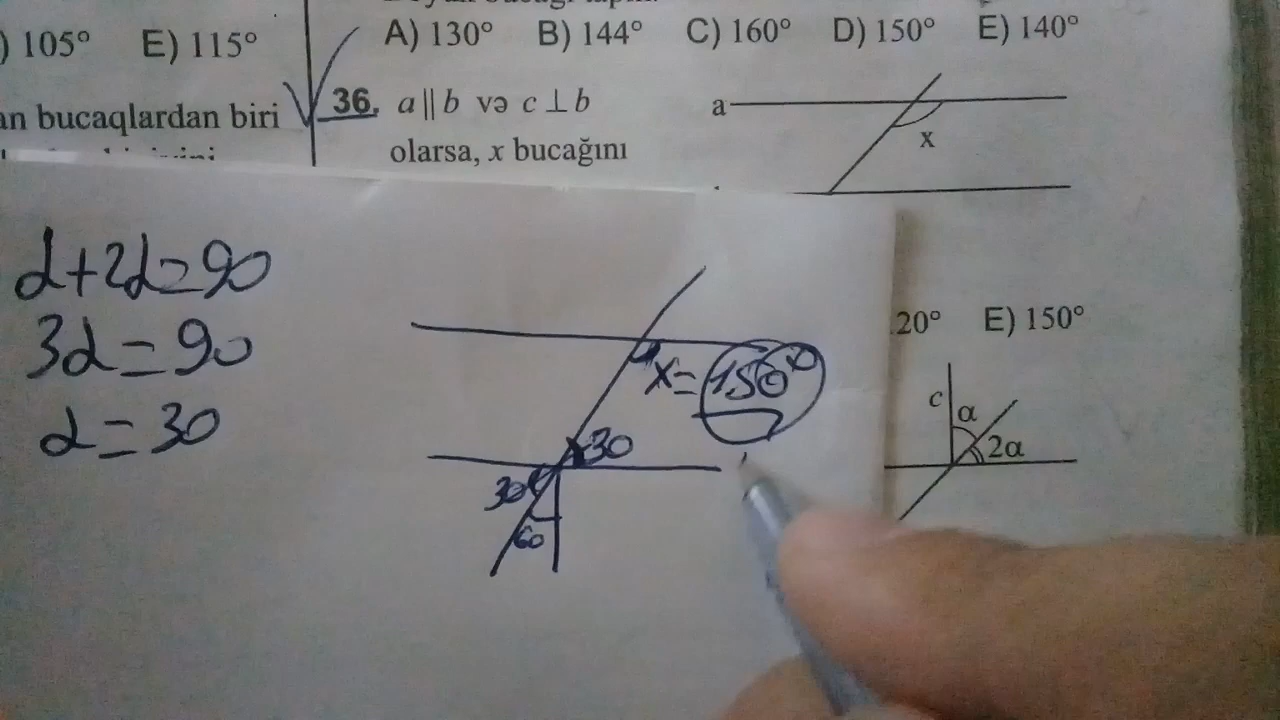 ) 105° E) 115°
A) 130° B) 144° C) 160° D) 150° E) 140°
an bucaqlardan biri
36. a || b və c ⊥ b
olarsa, x bucağını
a
x
20° E) 150°
c α
2α
α+2α=90
3α=90
α=30
x=150°
30
30
60